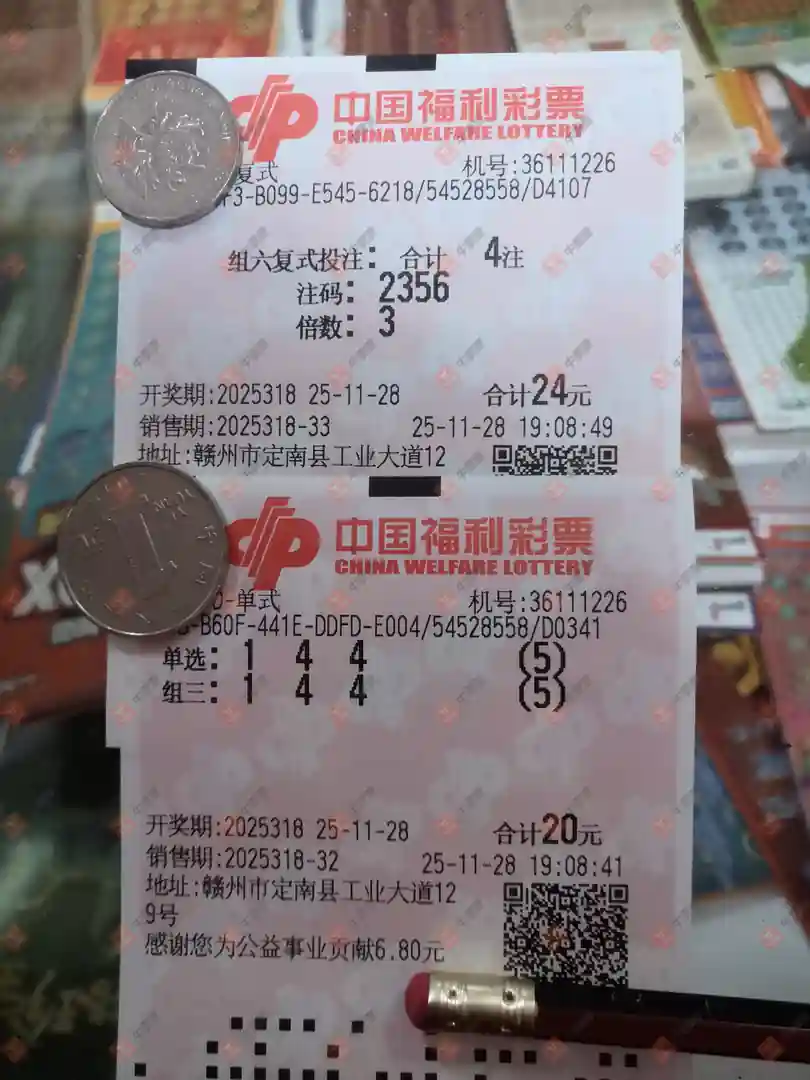 中国福利彩票
CHINA WELFARE LOTTERY
复式 机号:36111226
F3-B099-E545-6218/54528558/D4107
组六复式投注: 合计 4注
注码: 2356
倍数: 3
开奖期:2025318 25-11-28 合计24元
销售期:2025318-33 25-11-28 19:08:49
地址:赣州市定南县工业大道12
中国福利彩票
CHINA WELFARE LOTTERY
-单式 机号:36111226
-B60F-441E-DDFD-E004/54528558/D0341
单选: 1 4 4 (5)
组三: 1 4 4 (5)
开奖期:2025318 25-11-28 合计20元
销售期:2025318-32 25-11-28 19:08:41
地址:赣州市定南县工业大道12
9号
感谢您为公益事业贡献6.80元